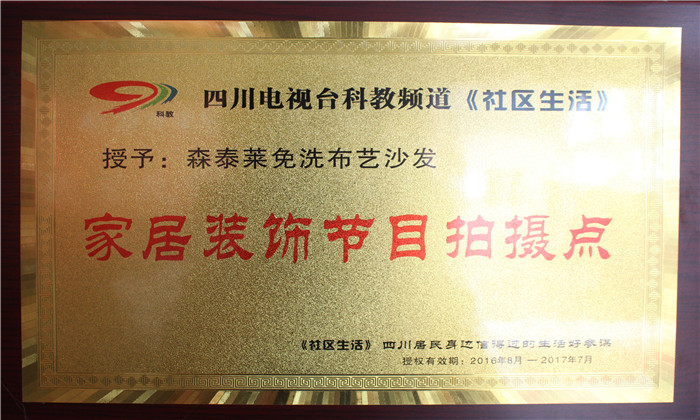 四川电视台科教频道《社区生活》
科教
授予：森泰莱免洗布艺沙发
家居装饰节目拍摄点
《社区生活》 四川居民身边信得过的生活好参谋
授权有效期：2016年8月—2017年7月